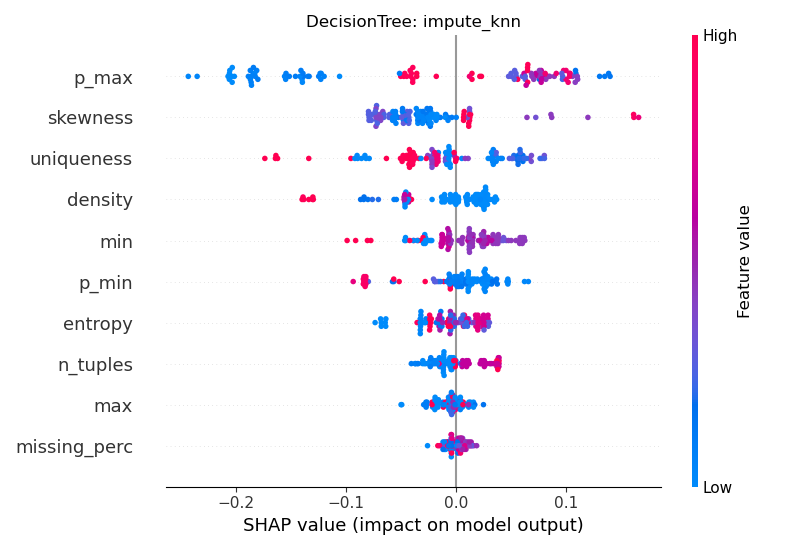 DecisionTree: impute_knn
High
p_max
skewness
uniqueness
density
min
p_min
entropy
n_tuples
max
missing_perc
Feature value
Low
−0.2 −0.1 0.0 0.1
SHAP value (impact on model output)